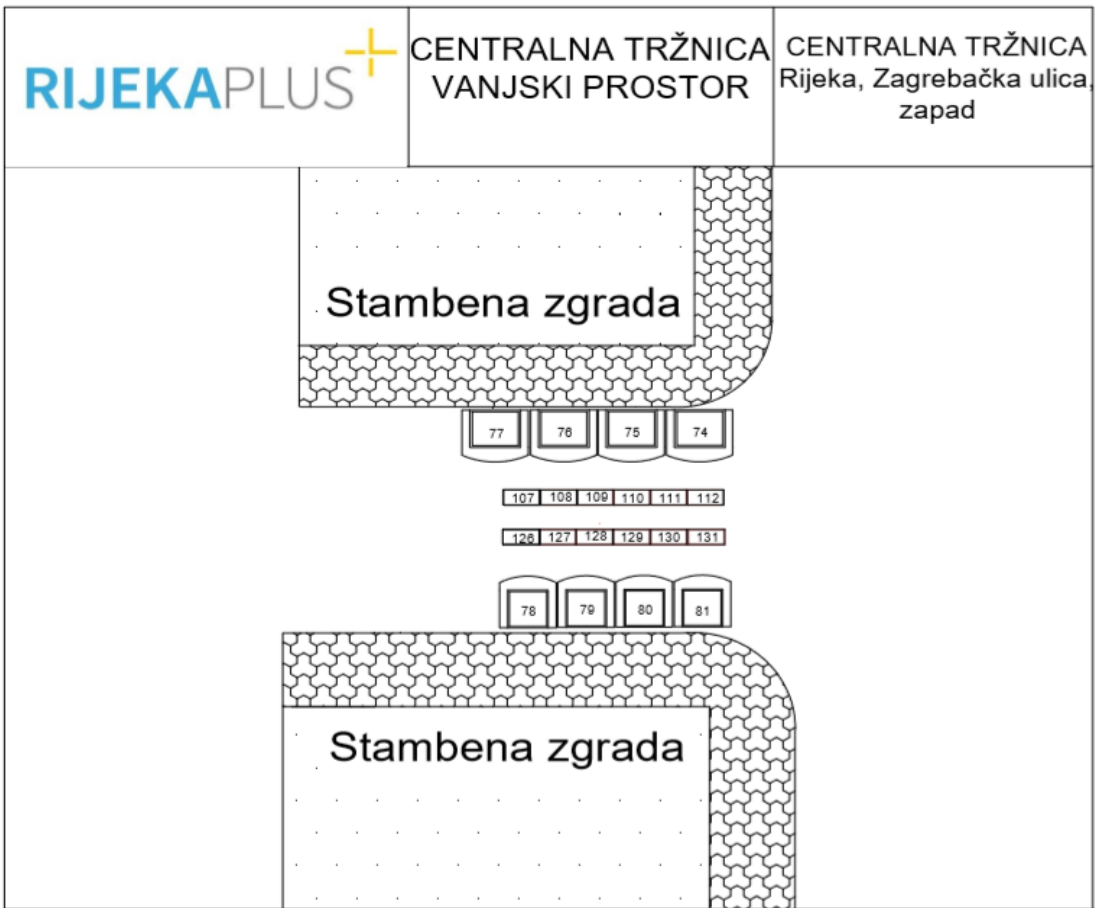 RIJEKAPLUS
CENTRALNA TRŽNICA
VANJSKI PROSTOR
CENTRALNA TRŽNICA
Rijeka, Zagrebačka ulica,
zapad
Stambena zgrada
77 76 75 74
107 108 109 110 111 112
126 127 128 129 130 131
78 79 80 81
Stambena zgrada